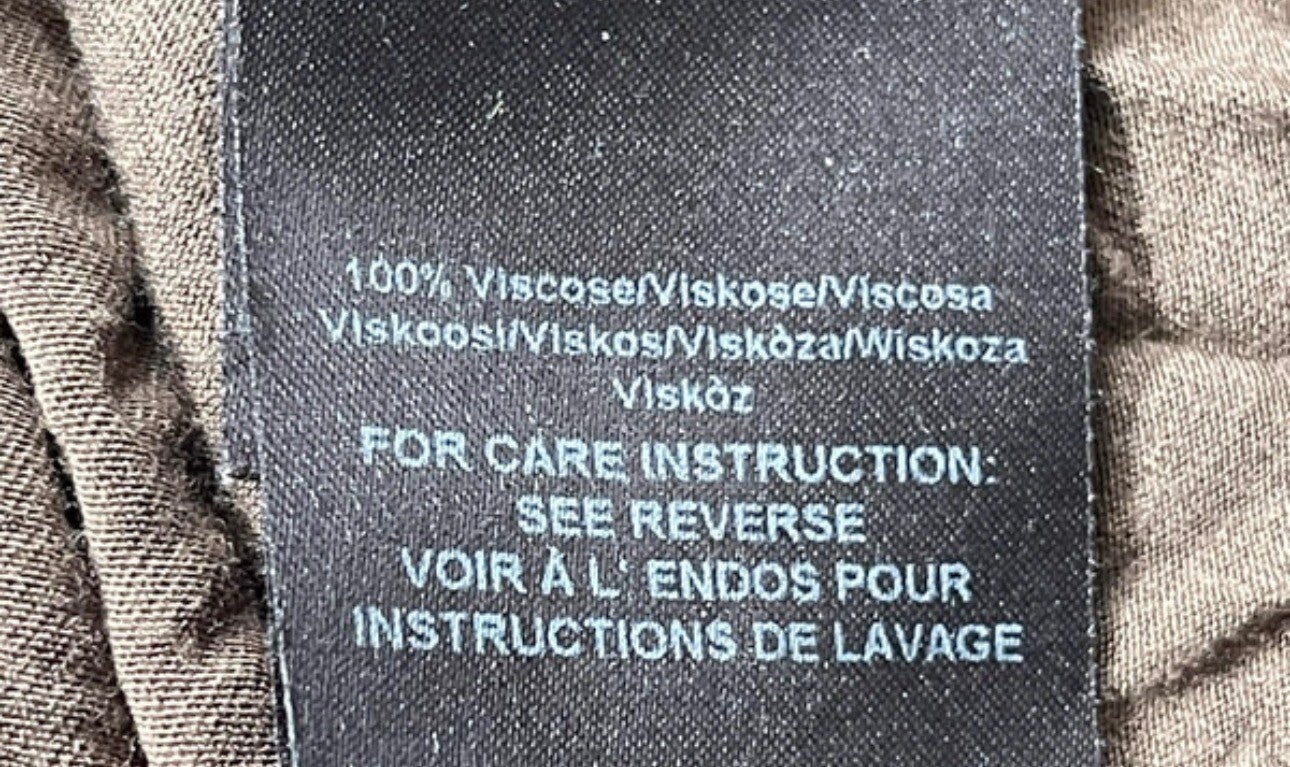 100% Viscose/Viskose/Viscosa
Viskoosi/Viskos/Viskòza/Wiskoza
Viskòz
FOR CARE INSTRUCTION:
SEE REVERSE
VOIR À L' ENDOS POUR
INSTRUCTIONS DE LAVAGE